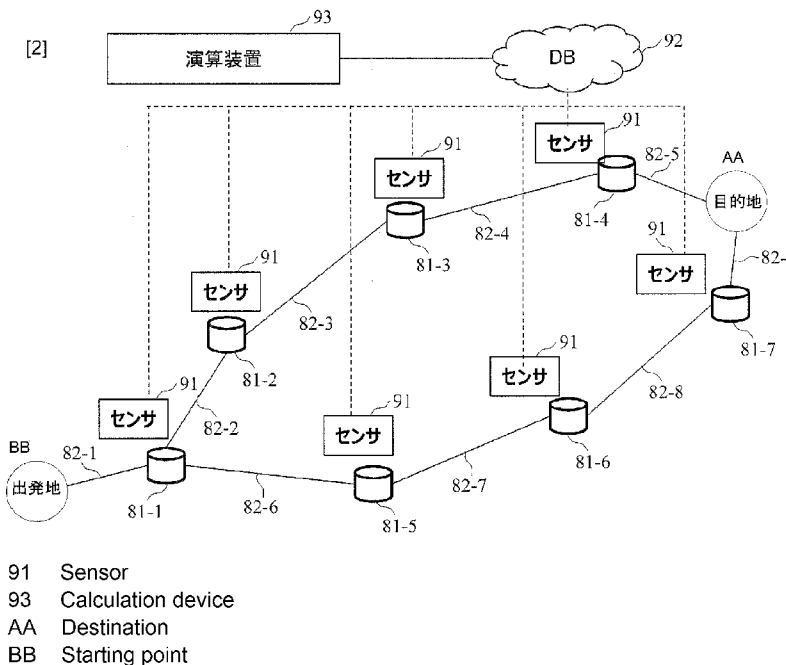 93
[2]
演算装置
DB
92
91
センサ
82-5
AA
目的地
91
センサ
81-4
82-4
81-3
91
センサ
82-
91
センサ
82-3
81-7
81-2
91
センサ
82-8
91
センサ
82-2
91
センサ
81-6
BB
82-1
出発地
81-1
82-6
82-7
81-5
91 Sensor
93 Calculation device
AA Destination
BB Starting point